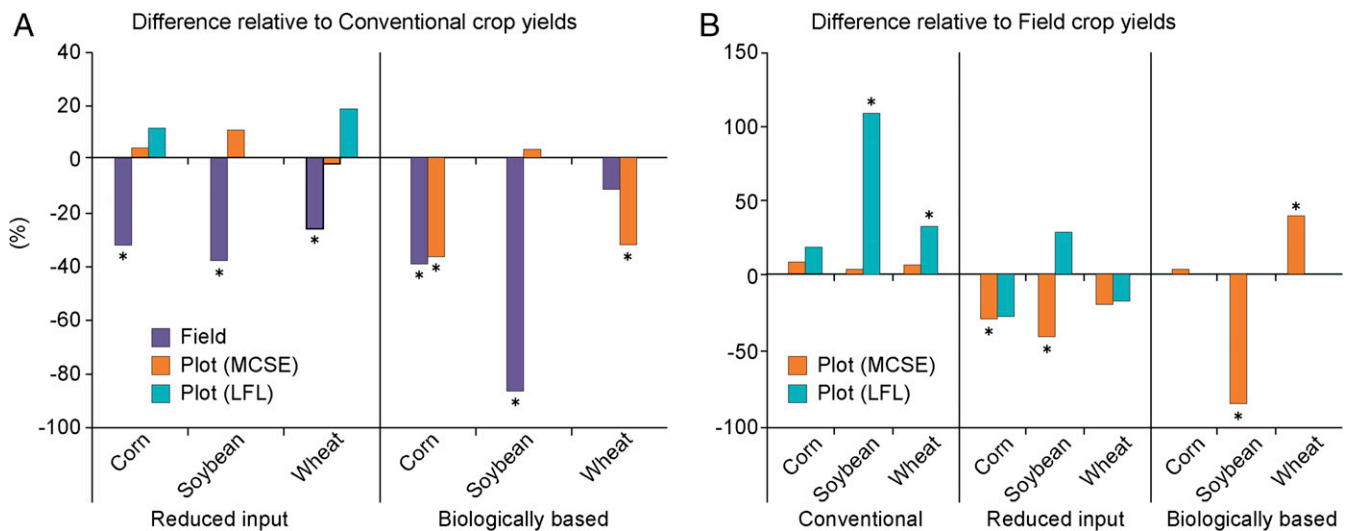 A
Difference relative to Conventional crop yields
40
20
0
-20
-40
-60
-80
-100
(%)
*
*
*
*
*
*
*
Field
Plot (MCSE)
Plot (LFL)
Corn
Soybean
Wheat
Corn
Soybean
Wheat
Reduced input
Biologically based
B
Difference relative to Field crop yields
150
100
50
0
-50
-100
*
*
*
*
*
*
Plot (MCSE)
Plot (LFL)
Corn
Soybean
Wheat
Corn
Soybean
Wheat
Corn
Soybean
Wheat
Conventional
Reduced input
Biologically based